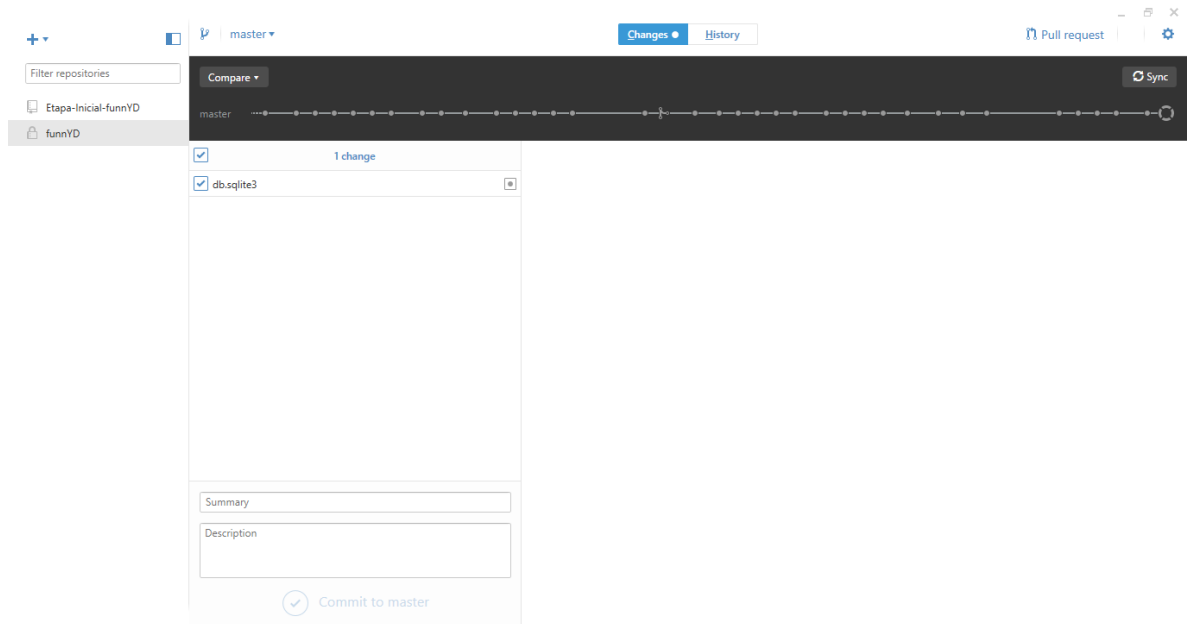 master
Changes
History
Pull request
Filter repositories
Compare
Sync
Etapa-Inicial-funnYD
master
funnYD
1 change
db.sqlite3
Summary
Description
Commit to master